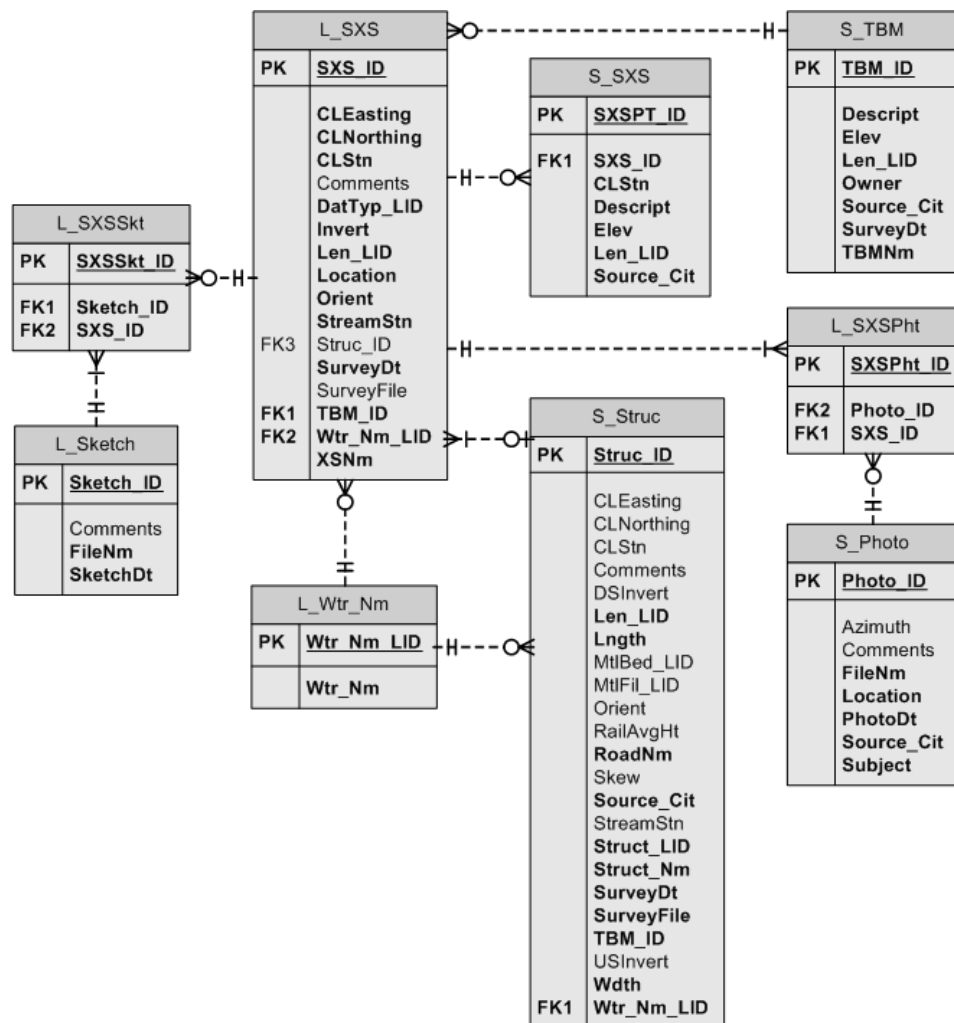 L_SXS
PK SXS_ID
CLEasting
CLNorthing
CLStn
Comments
DatTyp_LID
Invert
Len_LID
Location
Orient
StreamStn
FK3 Struc_ID
SurveyDt
SurveyFile
FK1 TBM_ID
FK2 Wtr_Nm_LID
XSNm
S_TBM
PK TBM_ID
Descript
Elev
Len_LID
Owner
Source_Cit
SurveyDt
TBMNm
S_SXS
PK SXSPT_ID
FK1 SXS_ID
CLStn
Descript
Elev
Len_LID
Source_Cit
L_SXSSkt
PK SXSSkt_ID
FK1 Sketch_ID
FK2 SXS_ID
L_SXSPht
PK SXSPht_ID
FK2 Photo_ID
FK1 SXS_ID
L_Sketch
PK Sketch_ID
Comments
FileNm
SketchDt
S_Struc
PK Struc_ID
CLEasting
CLNorthing
CLStn
Comments
DSInvert
Len_LID
Lngth
MtlBed_LID
MtlFil_LID
Orient
RailAvgHt
RoadNm
Skew
Source_Cit
StreamStn
Struct_LID
Struct_Nm
SurveyDt
SurveyFile
TBM_ID
USInvert
Wdth
FK1 Wtr_Nm_LID
L_Wtr_Nm
PK Wtr_Nm_LID
Wtr_Nm
S_Photo
PK Photo_ID
Azimuth
Comments
FileNm
Location
PhotoDt
Source_Cit
Subject